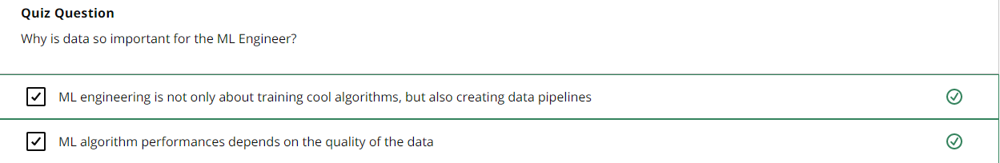 Quiz Question
Why is data so important for the ML Engineer?
ML engineering is not only about training cool algorithms, but also creating data pipelines
ML algorithm performances depends on the quality of the data